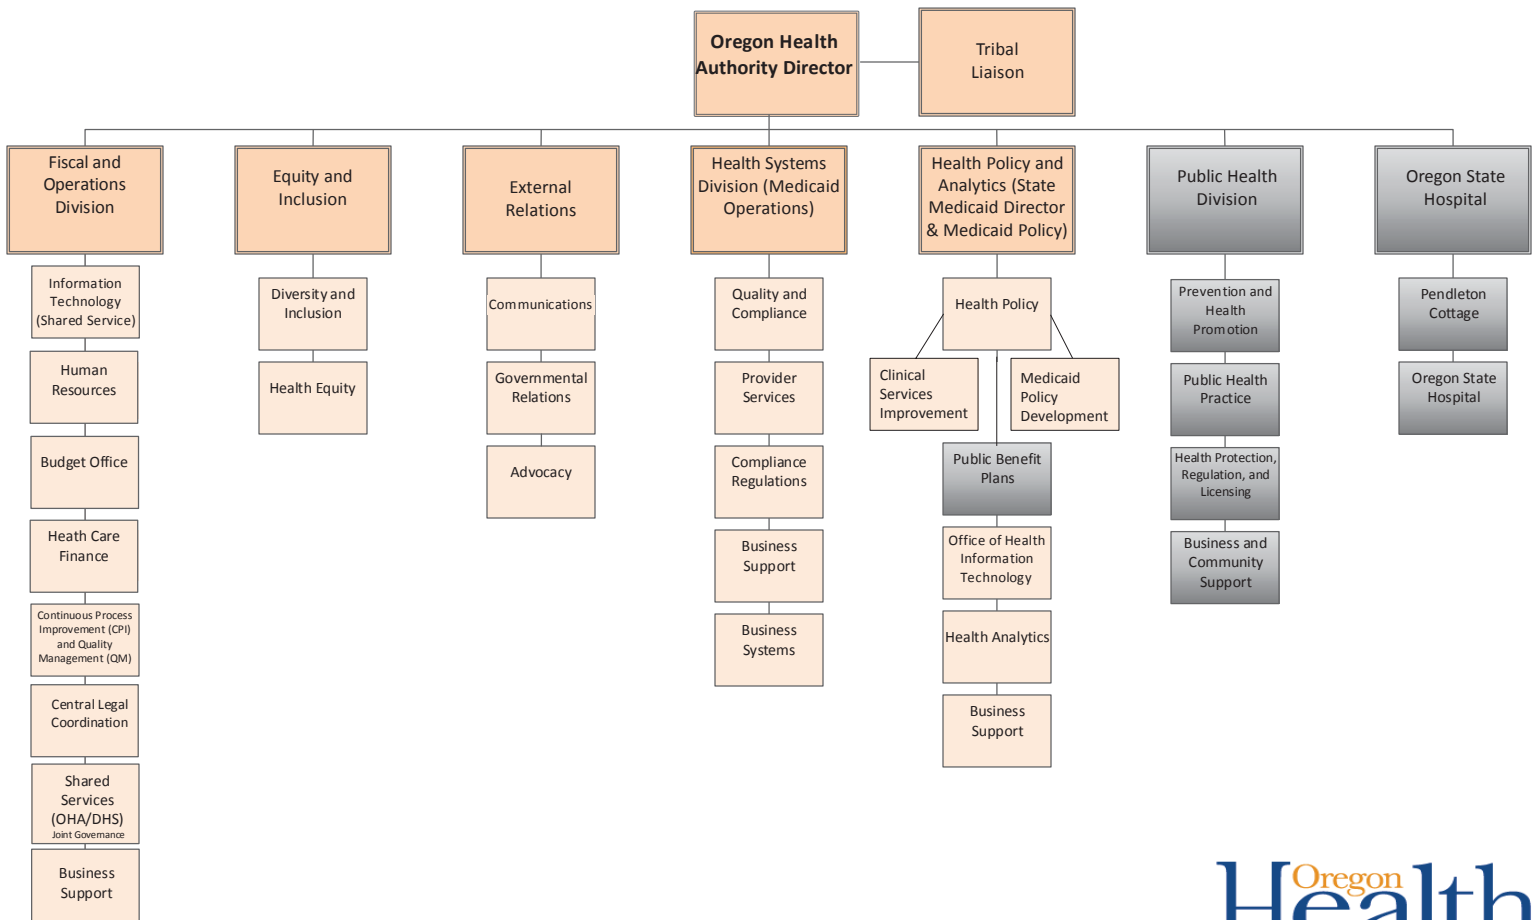 Oregon Health
Authority Director
Tribal
Liaison
Fiscal and
Operations
Division
Equity and
Inclusion
External
Relations
Health Systems
Division (Medicaid
Operations)
Health Policy and
Analytics (State
Medicaid Director
& Medicaid Policy)
Public Health
Division
Oregon State
Hospital
Information
Technology
(Shared Service)
Human
Resources
Budget Office
Heath Care
Finance
Continuous Process
Improvement (CPI)
and Quality
Management (QM)
Central Legal
Coordination
Shared
Services
(OHA/DHS)
Joint Governance
Business
Support
Diversity and
Inclusion
Health Equity
Communications
Governmental
Relations
Advocacy
Quality and
Compliance
Provider
Services
Compliance
Regulations
Business
Support
Business
Systems
Health Policy
Clinical
Services
Improvement
Medicaid
Policy
Development
Public Benefit
Plans
Office of Health
Information
Technology
Health Analytics
Business
Support
Prevention and
Health
Promotion
Public Health
Practice
Health Protection,
Regulation, and
Licensing
Business and
Community
Support
Pendleton
Cottage
Oregon State
Hospital
Oregon
Health